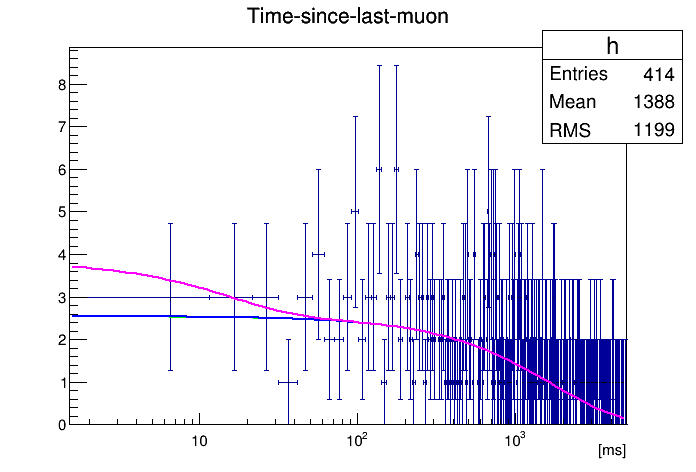 Time-since-last-muon
h
Entries 414
Mean 1388
RMS 1199
8
7
6
5
4
3
2
1
0
10 10² 10³
[ms]